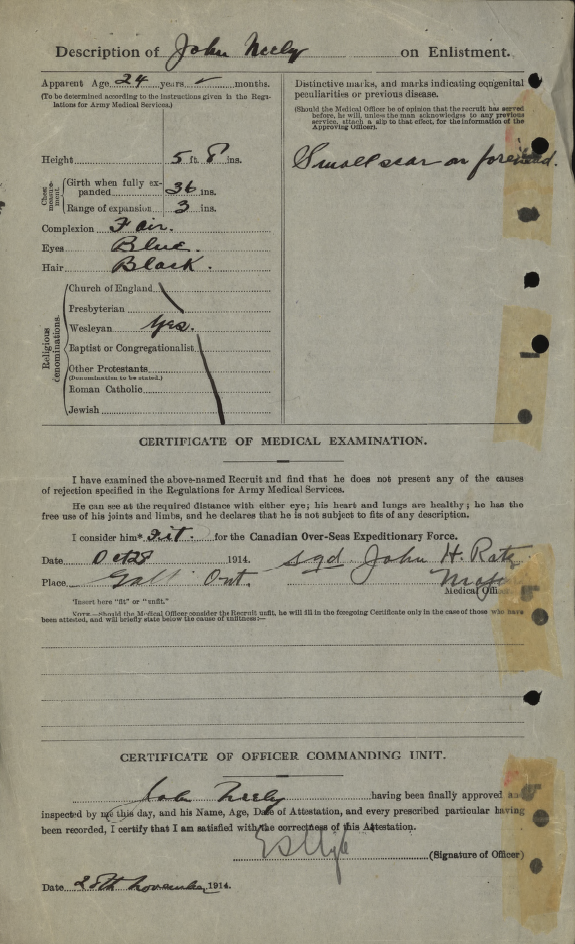 Description of John Neely on Enlistment.
Apparent Age 24 years months.
(To be determined according to the instructions given in the Regulations for Army Medical Services.)
Height 5 ft. 8 ins.
Chest measurement. Girth when fully expanded 36 ins.
Range of expansion 3 ins.
Complexion Fair.
Eyes Blue.
Hair Black.
Religious denominations.
Church of England
Presbyterian
Wesleyan Yes.
Baptist or Congregationalist
Other Protestants
(Denomination to be stated.)
Roman Catholic
Jewish
Distinctive marks, and marks indicating congenital
peculiarities or previous disease.
(Should the Medical Officer be of opinion that the recruit has served
before, he will, unless the man acknowledges to any previous
service, attach a slip to that effect, for the information of the
Approving Officer).
Small scar on forehead.
CERTIFICATE OF MEDICAL EXAMINATION.
I have examined the above-named Recruit and find that he does not present any of the causes
of rejection specified in the Regulations for Army Medical Services.
He can see at the required distance with either eye; his heart and lungs are healthy; he has the
free use of his joints and limbs, and he declares that he is not subject to fits of any description.
I consider him* fit. for the Canadian Over-Seas Expeditionary Force.
Date Oct 28 1914. sgd John H. Ratz
Place Galt Ont. Major
Medical Offi
*Insert here "fit" or "unfit."
NOTE.—Should the Medical Officer consider the Recruit unfit, he will fill in the foregoing Certificate only in the case of those who have
been attested, and will briefly state below the cause of unfitness:—
CERTIFICATE OF OFFICER COMMANDING UNIT.
John Neely having been finally approved and
inspected by me this day, and his Name, Age, Date of Attestation, and every prescribed particular having
been recorded, I certify that I am satisfied with the correctness of this Attestation.
(Signature of Officer)
Date 28th November 1914.